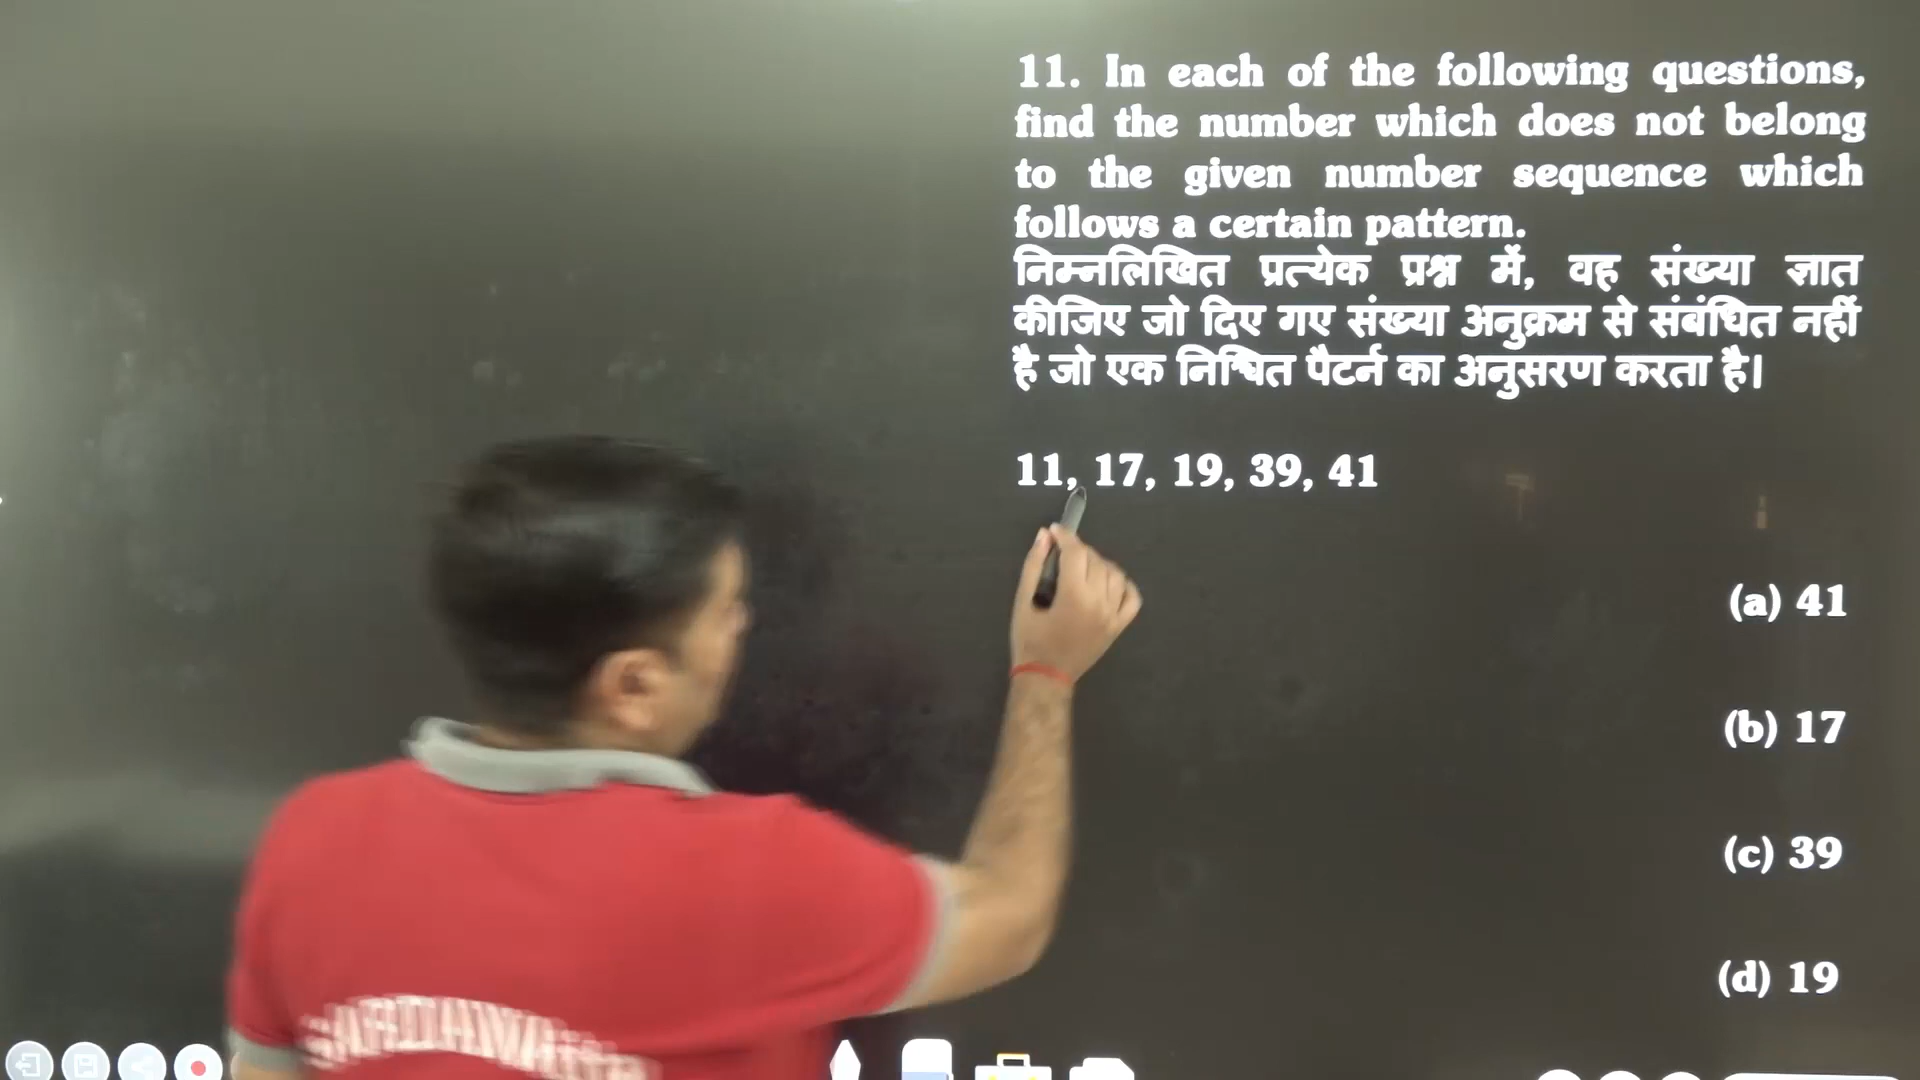 11. In each of the following questions,
find the number which does not belong
to the given number sequence which
follows a certain pattern.
निम्नलिखित प्रत्येक प्रश्न में, वह संख्या ज्ञात
कीजिए जो दिए गए संख्या अनुक्रम से संबंधित नहीं
है जो एक निश्चित पैटर्न का अनुसरण करता है।
11, 17, 19, 39, 41
(a) 41
(b) 17
(c) 39
(d) 19